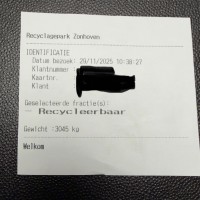 Recyclagepark Zonhoven
IDENTIFICATIE
Datum bezoek: 29/11/2025 10:38:27
Klantnummer
Kaartnr.
Klant
Geselecteerde fractie(s):
Recycleerbaar
Gewicht :3045 kg
Welkom